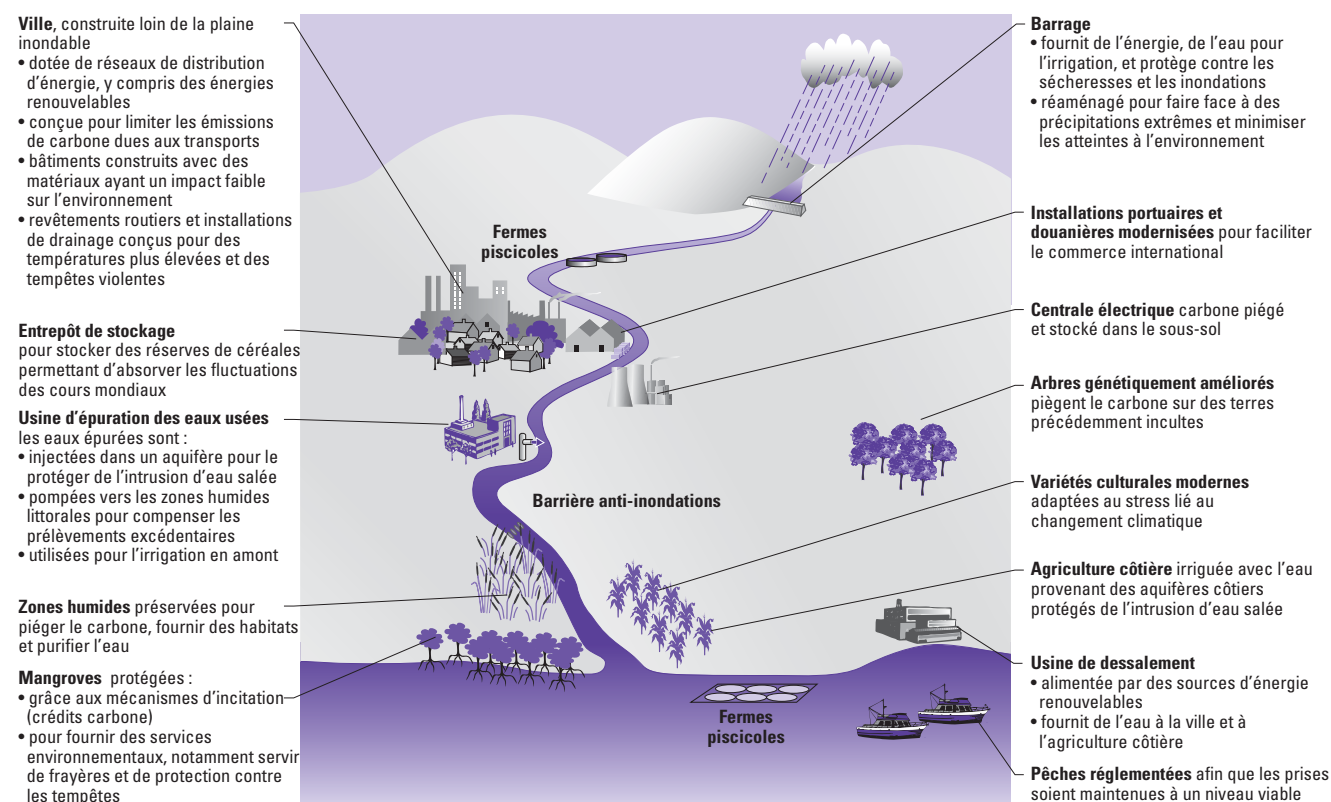 Ville, construite loin de la plaine
inondable
• dotée de réseaux de distribution
d'énergie, y compris des énergies
renouvelables
• conçue pour limiter les émissions
de carbone dues aux transports
• bâtiments construits avec des
matériaux ayant un impact faible
sur l'environnement
• revêtements routiers et installations
de drainage conçus pour des
températures plus élevées et des
tempêtes violentes
Entrepôt de stockage
pour stocker des réserves de céréales
permettant d'absorver les fluctuations
des cours mondiaux
Usine d'épuration des eaux usées
les eaux épurées sont :
• injectées dans un aquifère pour le
protéger de l'intrusion d'eau salée
• pompées vers les zones humides
littorales pour compenser les
prélèvements excédentaires
• utilisées pour l'irrigation en amont
Zones humides préservées pour
piéger le carbone, fournir des habitats
et purifier l'eau
Mangroves protégées :
• grâce aux mécanismes d'incitation
(crédits carbone)
• pour fournir des services
environnementaux, notamment servir
de frayères et de protection contre
les tempêtes
Fermes
piscicoles
Barrière anti-inondations
Fermes
piscicoles
Barrage
• fournit de l'énergie, de l'eau pour
l'irrigation, et protège contre les
sécheresses et les inondations
• réaménagé pour faire face à des
précipitations extrêmes et minimiser
les atteintes à l'environnement
Installations portuaires et
douanières modernisées pour faciliter
le commerce international
Centrale électrique carbone piégé
et stocké dans le sous-sol
Arbres génétiquement améliorés
piègent le carbone sur des terres
précédemment incultes
Variétés culturales modernes
adaptées au stress lié au
changement climatique
Agriculture côtière irriguée avec l'eau
provenant des aquifères côtiers
protégés de l'intrusion d'eau salée
Usine de dessalement
• alimentée par des sources d'énergie
renouvelables
• fournit de l'eau à la ville et à
l'agriculture côtière
Pêches réglementées afin que les prises
soient maintenues à un niveau viable